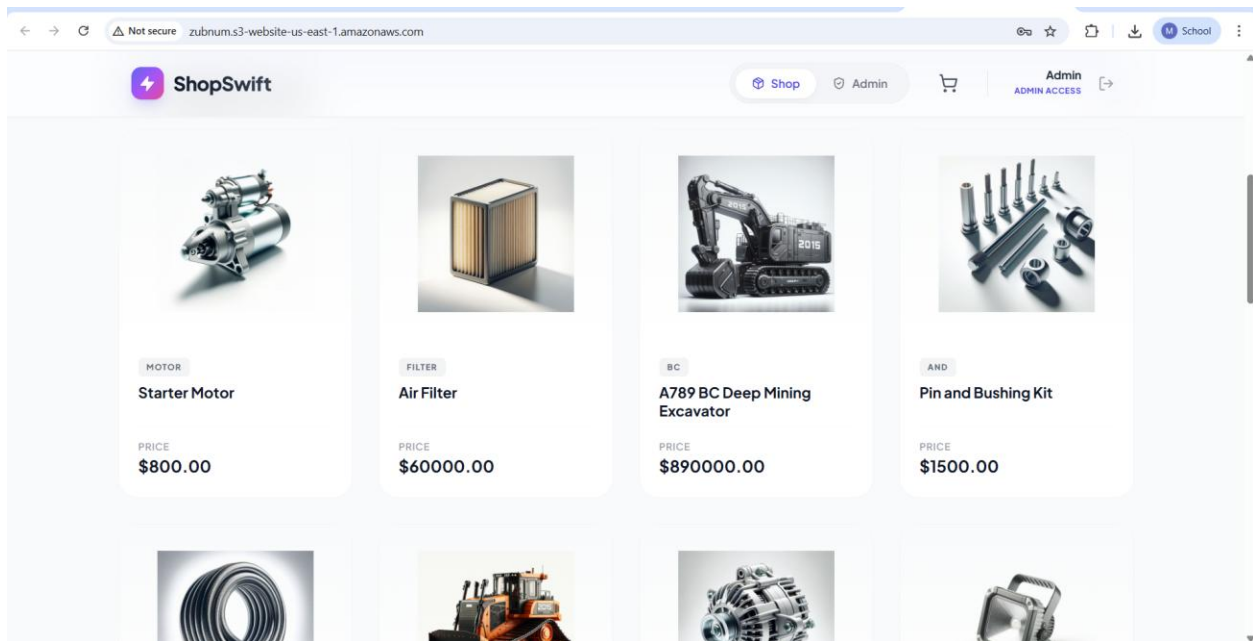 Not secure zubnum.s3-website-us-east-1.amazonaws.com M School
ShopSwift Shop Admin Admin
ADMIN ACCESS
2015
2015
MOTOR FILTER BC AND
Starter Motor Air Filter A789 BC Deep Mining Pin and Bushing Kit
Excavator
PRICE PRICE PRICE PRICE
$800.00 $60000.00 $890000.00 $1500.00